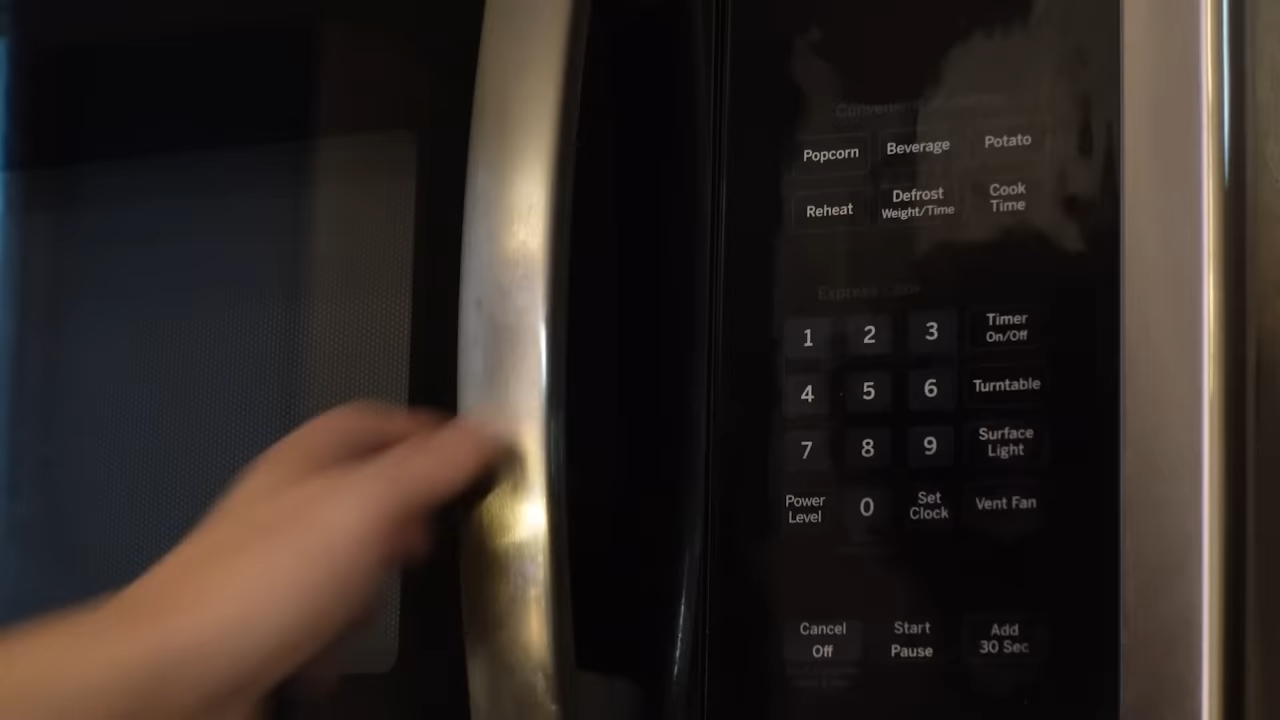 Popcorn
Beverage
Potato
Reheat
Defrost
Weight/Time
Cook
Time
Express Cook
1
2
3
Timer
On/Off
4
5
6
Turntable
7
8
9
Surface
Light
Power
Level
0
Set
Clock
Vent Fan
Cancel
Off
Start
Pause
Add
30 Sec